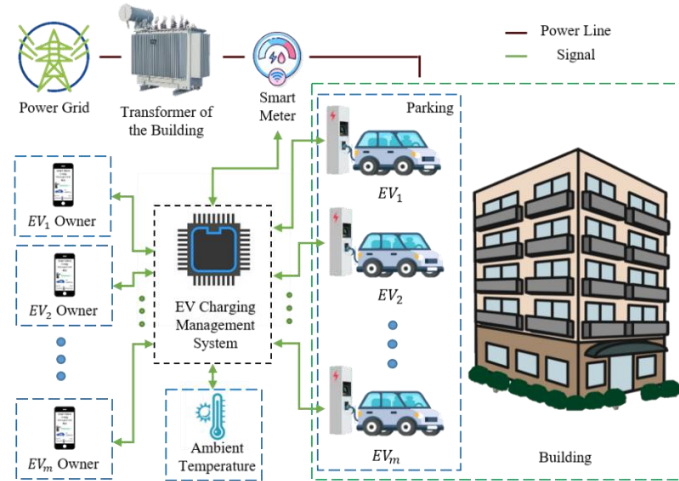 Power Line
Signal
Power Grid
Transformer of
the Building
Smart
Meter
Parking
EV₁
EV₁ Owner
EV₂ Owner
EV Charging
Management
System
EV₂
EVₘ Owner
Ambient
Temperature
EVₘ
Building